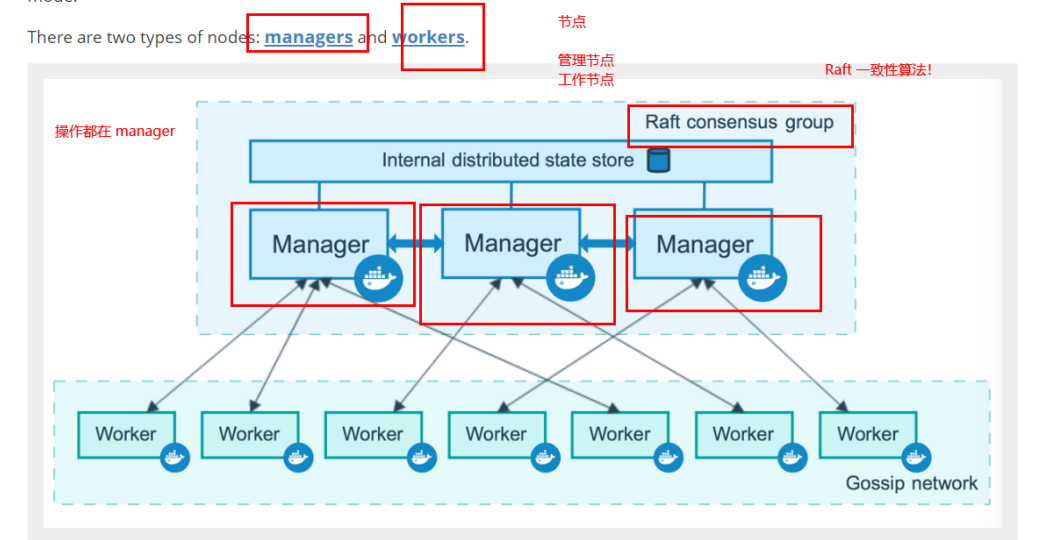 There are two types of nodes: managers and workers.
节点
管理节点
工作节点
Raft 一致性算法!
操作都在 manager
Raft consensus group
Internal distributed state store
Manager
Manager
Manager
Worker
Worker
Worker
Worker
Worker
Worker
Worker
Gossip network